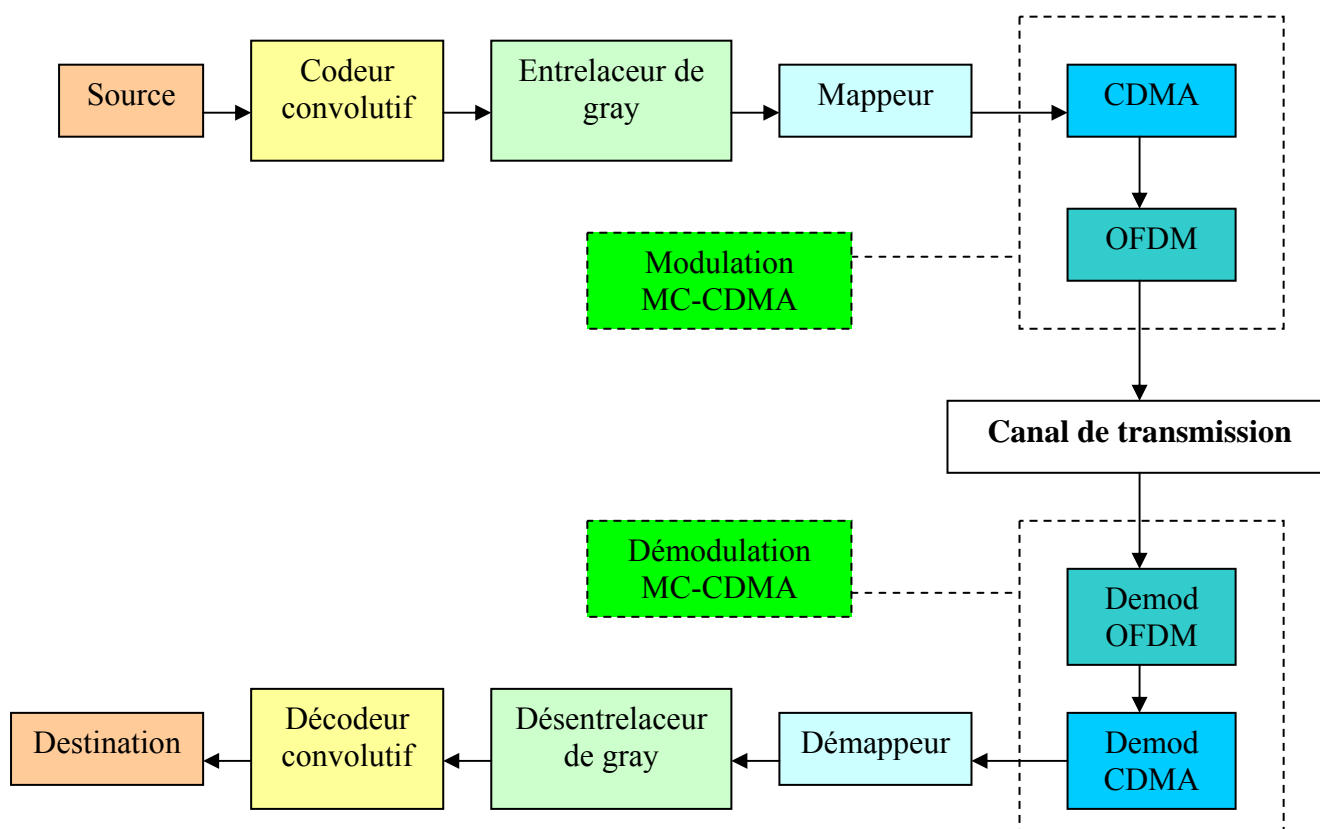 Source
Codeur
convolutif
Entrelaceur de
gray
Mappeur
CDMA
OFDM
Modulation
MC-CDMA
Canal de transmission
Démodulation
MC-CDMA
Demod
OFDM
Destination
Décodeur
convolutif
Désentrelaceur
de gray
Démappeur
Demod
CDMA